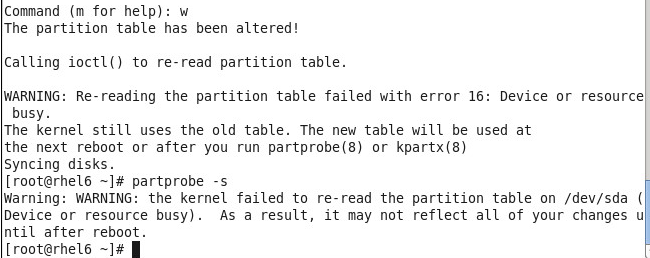 Command (m for help): w
The partition table has been altered!
Calling ioctl() to re-read partition table.
WARNING: Re-reading the partition table failed with error 16: Device or resource
 busy.
The kernel still uses the old table. The new table will be used at
the next reboot or after you run partprobe(8) or kpartx(8)
Syncing disks.
[root@rhel6 ~]# partprobe -s
Warning: WARNING: the kernel failed to re-read the partition table on /dev/sda (
Device or resource busy).  As a result, it may not reflect all of your changes u
ntil after reboot.
[root@rhel6 ~]#